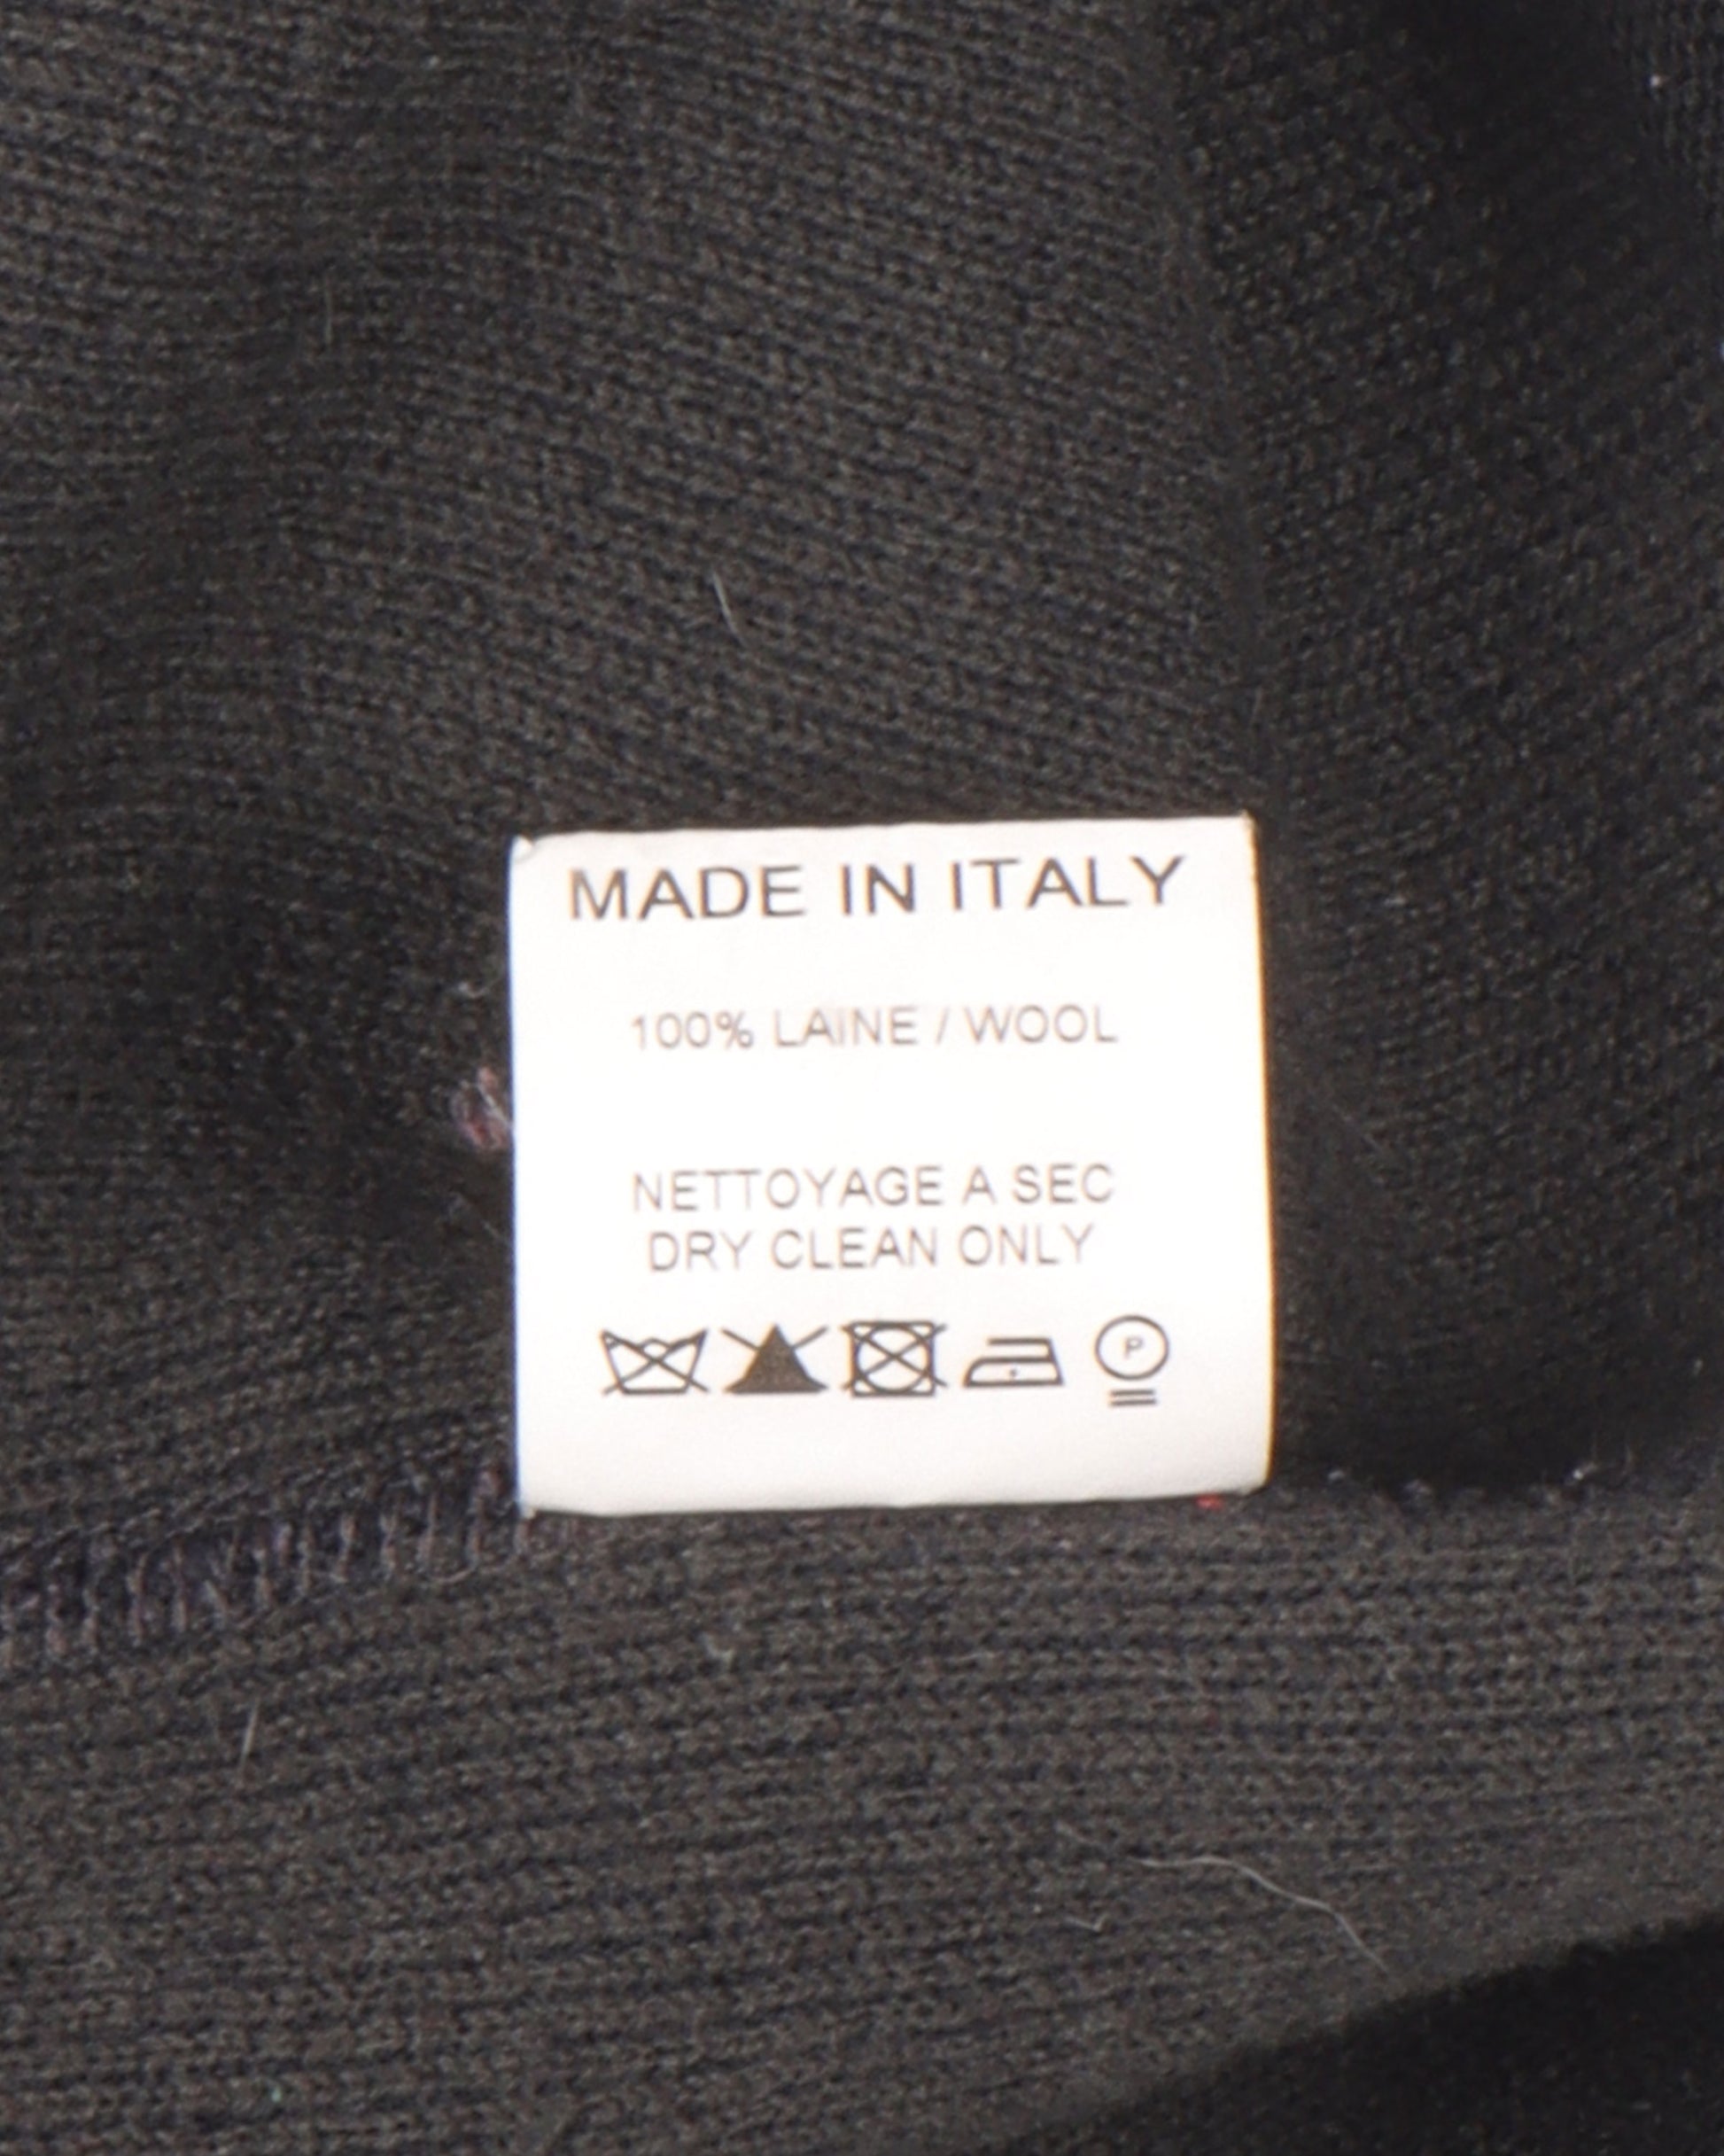 MADE IN ITALY
100% LAINE / WOOL
NETTOYAGE A SEC
DRY CLEAN ONLY
P